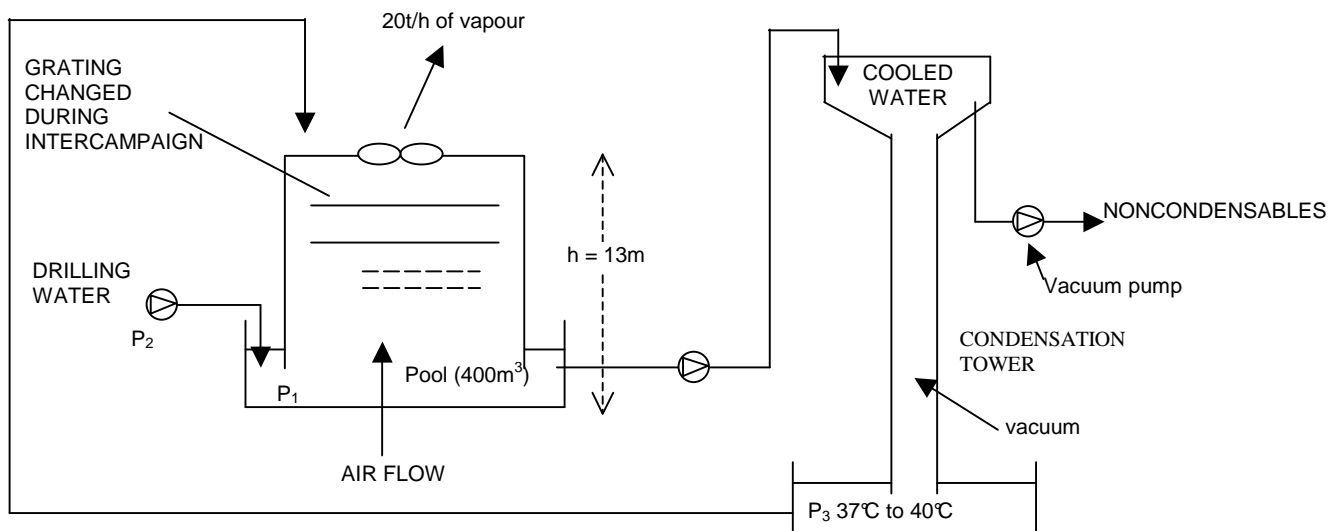 20t/h of vapour
GRATING
CHANGED
DURING
INTERCAMPAIGN
COOLED
WATER
NONCONDENSABLES
h = 13m
DRILLING
WATER
Vacuum pump
P₂
CONDENSATION
TOWER
Pool (400m³)
P₁
vacuum
AIR FLOW
P₃ 37°C to 40°C